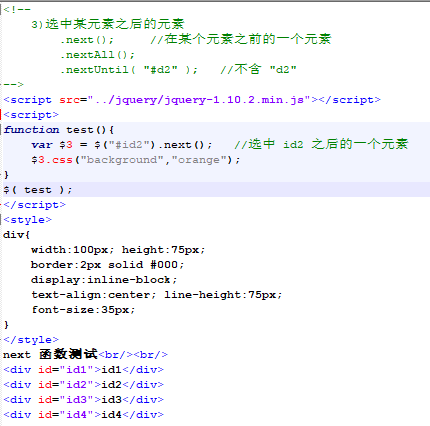 <!--
    3)选中某元素之后的元素
        .next();     //在某个元素之前的一个元素
        .nextAll();
        .nextUntil( "#d2" );   //不含 "d2"
-->
<script src="../jquery/jquery-1.10.2.min.js"></script>
<script>
function test(){
    var $3 = $("#id2").next();   //选中 id2 之后的一个元素
    $3.css("background","orange");
}
$( test );
</script>
<style>
div{
    width:100px; height:75px;
    border:2px solid #000;
    display:inline-block;
    text-align:center; line-height:75px;
    font-size:35px;
}
</style>
next 函数测试<br/><br/>
<div id="id1">id1</div>
<div id="id2">id2</div>
<div id="id3">id3</div>
<div id="id4">id4</div>